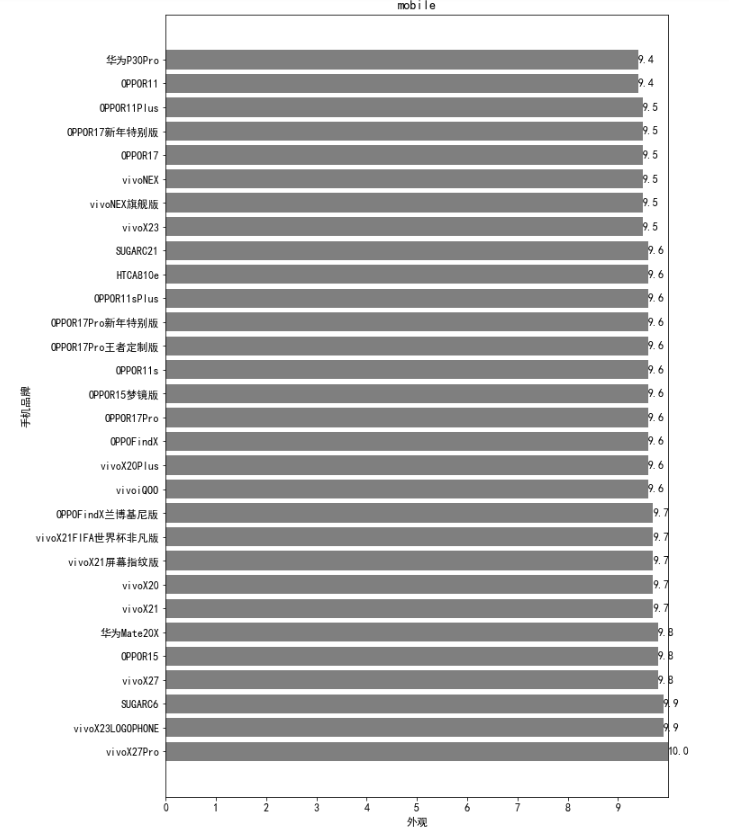 mobile
华为P30Pro 9.4
OPPOR11 9.4
OPPOR11Plus 9.5
OPPOR17新年特别版 9.5
OPPOR17 9.5
vivoNEX 9.5
vivoNEX旗舰版 9.5
vivoX23 9.5
SUGARC21 9.6
HTCA810e 9.6
OPPOR11sPlus 9.6
OPPOR17Pro新年特别版 9.6
OPPOR17Pro王者定制版 9.6
OPPOR11s 9.6
OPPOR15梦镜版 9.6
OPPOR17Pro 9.6
OPPOFindX 9.6
vivoX20Plus 9.6
vivoiQOO 9.6
OPPOFindX兰博基尼版 9.7
vivoX21FIFA世界杯非凡版 9.7
vivoX21屏幕指纹版 9.7
vivoX20 9.7
vivoX21 9.7
华为Mate20X 9.8
OPPOR15 9.8
vivoX27 9.8
SUGARC6 9.9
vivoX23LOGOPHONE 9.9
vivoX27Pro 10.0
手机品牌
0 1 2 3 4 5 6 7 8 9
外观